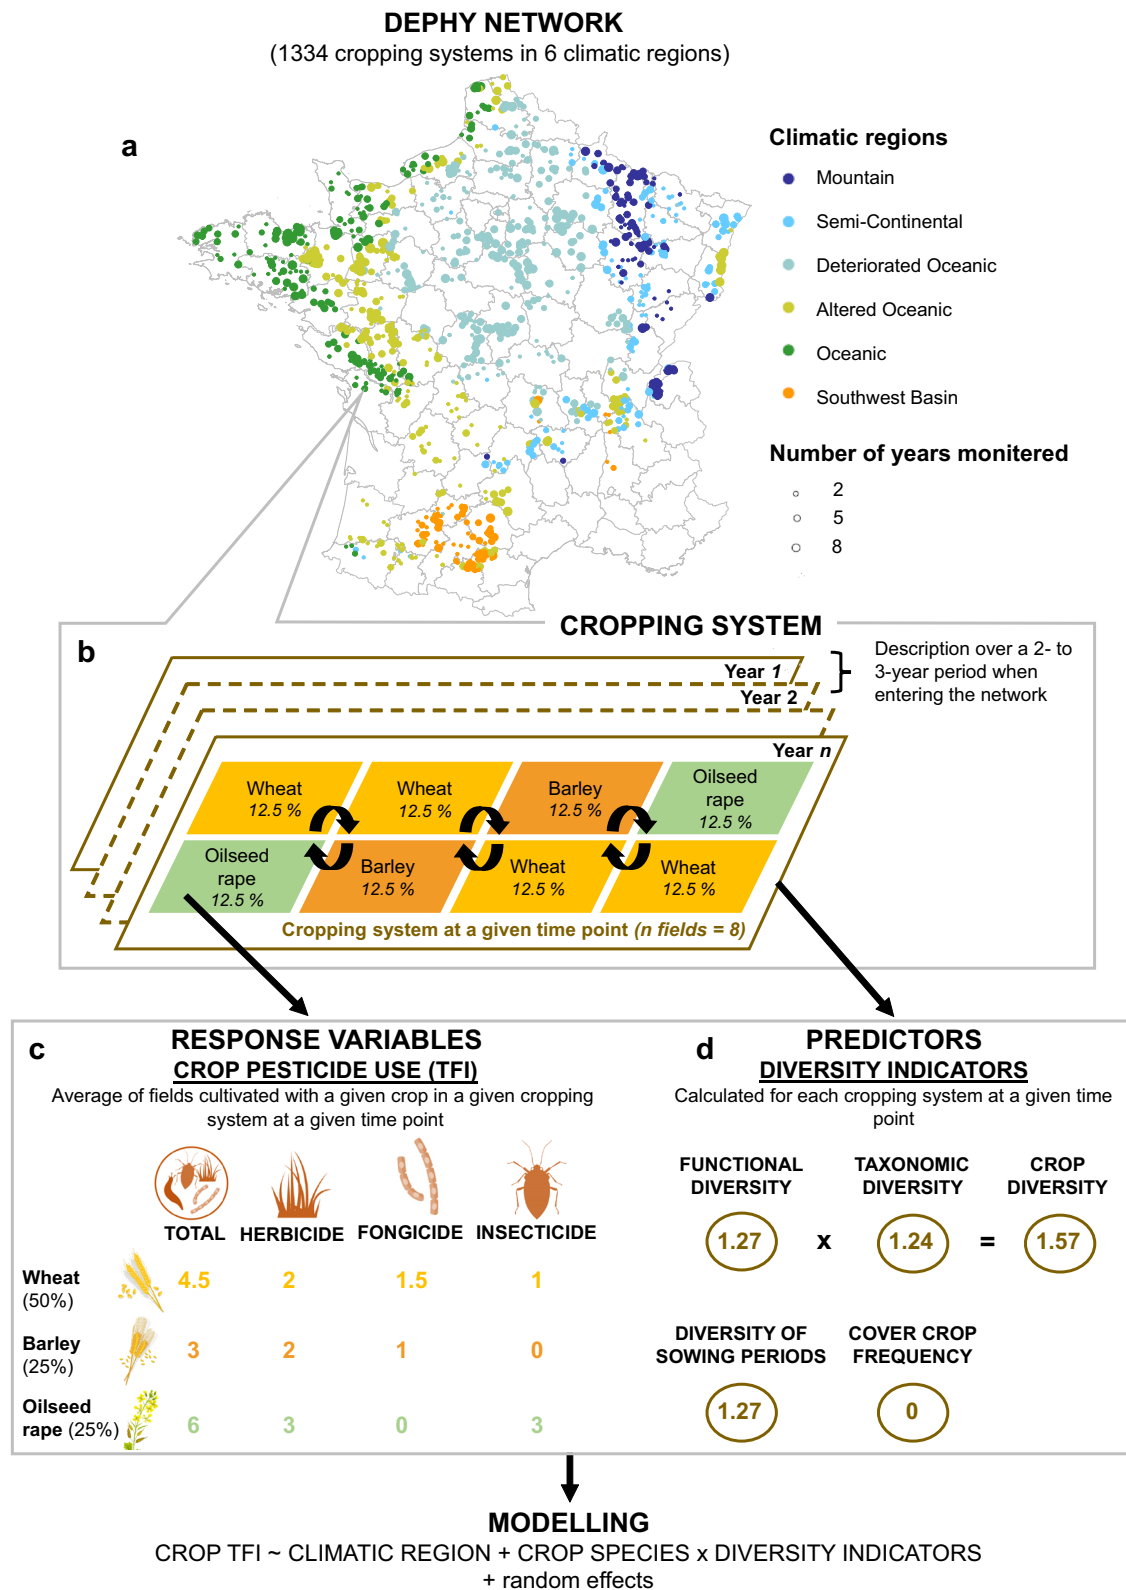 DEPHY NETWORK
(1334 cropping systems in 6 climatic regions)
a
Climatic regions
Mountain
Semi-Continental
Deteriorated Oceanic
Altered Oceanic
Oceanic
Southwest Basin
Number of years monitered
2
5
8
CROPPING SYSTEM
b
Description over a 2- to
3-year period when
entering the network
Year 1
Year 2
Year n
Wheat
12.5 %
Wheat
12.5 %
Barley
12.5 %
Oilseed
rape
12.5 %
Oilseed
rape
12.5 %
Barley
12.5 %
Wheat
12.5 %
Wheat
12.5 %
Cropping system at a given time point (n fields = 8)
c
RESPONSE VARIABLES
CROP PESTICIDE USE (TFI)
Average of fields cultivated with a given crop in a given cropping
system at a given time point
TOTAL HERBICIDE FONGICIDE INSECTICIDE
Wheat
(50%)
4.5 2 1.5 1
Barley
(25%)
3 2 1 0
Oilseed
rape (25%)
6 3 0 3
d
PREDICTORS
DIVERSITY INDICATORS
Calculated for each cropping system at a given time
point
FUNCTIONAL
DIVERSITY
TAXONOMIC
DIVERSITY
CROP
DIVERSITY
1.27 x 1.24 = 1.57
DIVERSITY OF
SOWING PERIODS
COVER CROP
FREQUENCY
1.27 0
MODELLING
CROP TFI ~ CLIMATIC REGION + CROP SPECIES x DIVERSITY INDICATORS
+ random effects